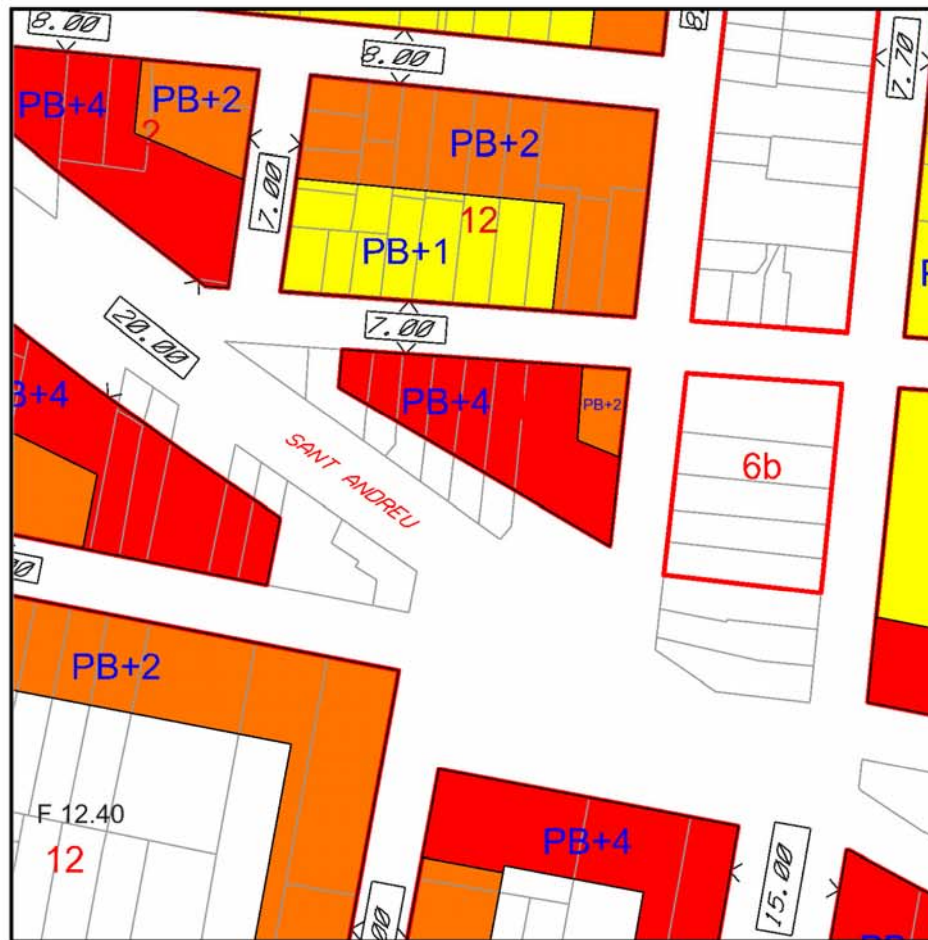 8.00
8.00
7.70
PB+4
PB+2
2
PB+2
7.00
12
PB+1
20.00
7.00
B+4
PB+4
PB+2
6b
SANT ANDREU
PB+2
F 12.40
12
PB+4
15.00